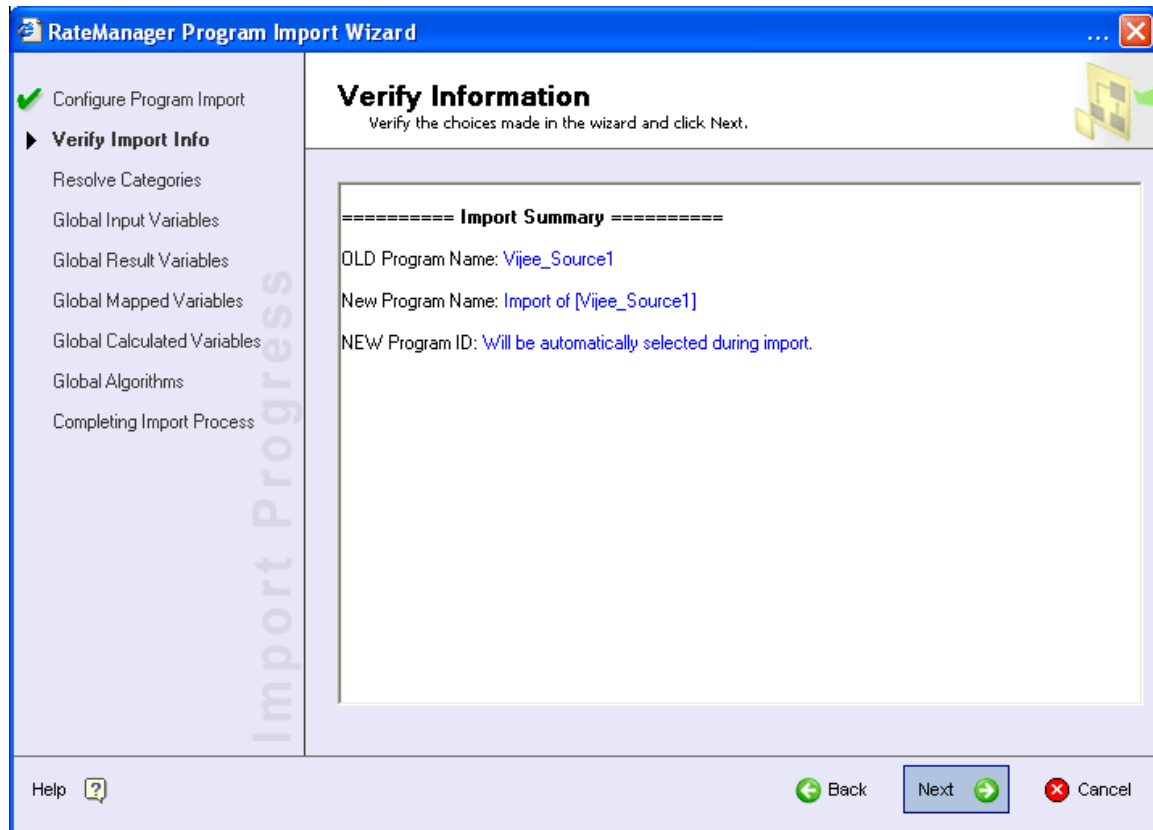 RateManager Program Import Wizard ...
Configure Program Import
Verify Import Info
Resolve Categories
Global Input Variables
Global Result Variables
Global Mapped Variables
Global Calculated Variables
Global Algorithms
Completing Import Process
Import Progress
Verify Information
Verify the choices made in the wizard and click Next.
========== Import Summary ==========
OLD Program Name: Vijee_Source1
New Program Name: Import of [Vijee_Source1]
NEW Program ID: Will be automatically selected during import.
Help ?
Back
Next
Cancel